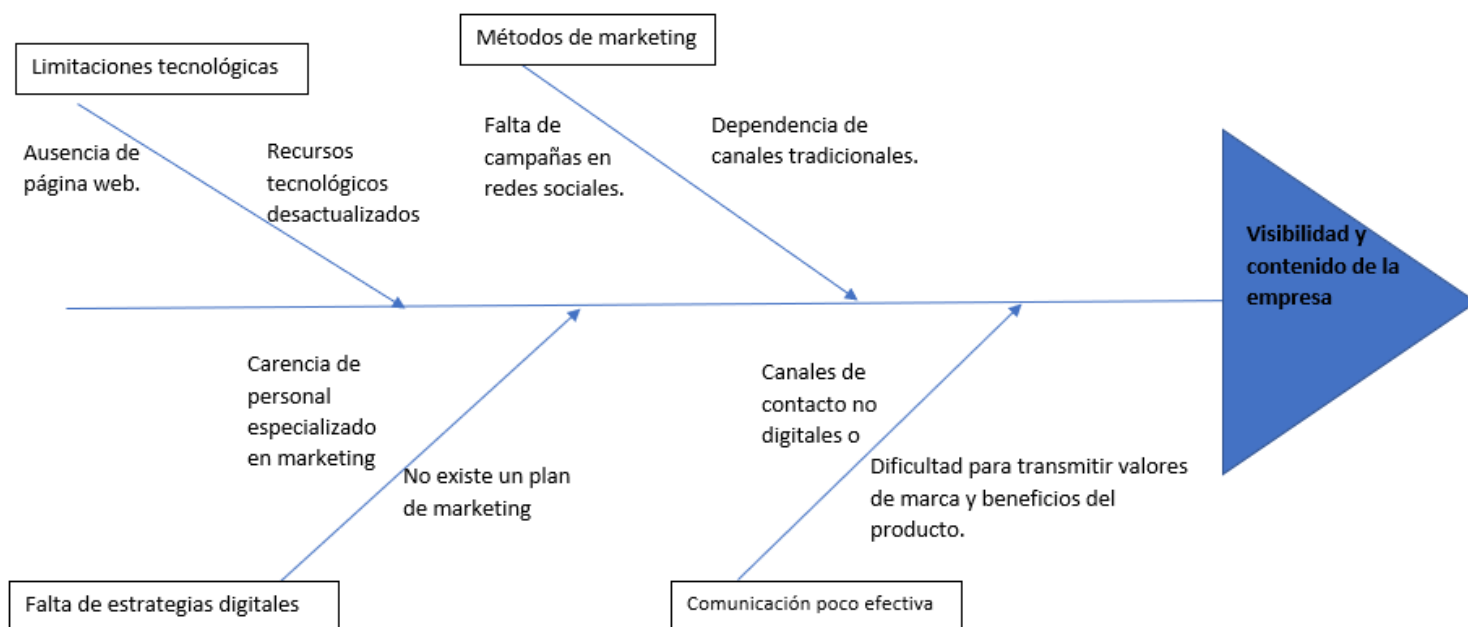 Limitaciones tecnológicas
Ausencia de
página web.
Recursos
tecnológicos
desactualizados
Métodos de marketing
Falta de
campañas en
redes sociales.
Dependencia de
canales tradicionales.
Visibilidad y
contenido de la
empresa
Carencia de
personal
especializado
en marketing
No existe un plan
de marketing
Falta de estrategias digitales
Canales de
contacto no
digitales o
Dificultad para transmitir valores
de marca y beneficios del
producto.
Comunicación poco efectiva